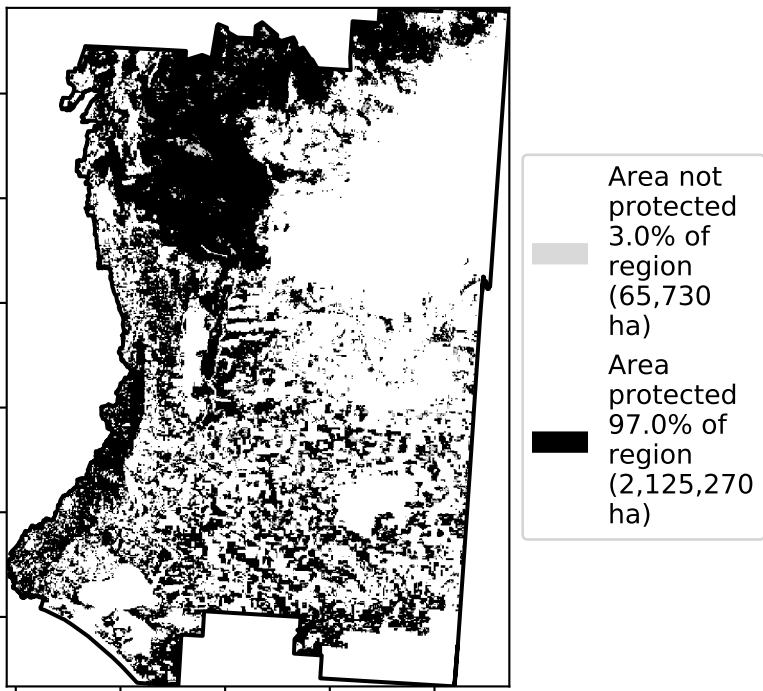 Area not
protected
3.0% of
region
(65,730
ha)
Area
protected
97.0% of
region
(2,125,270
ha)